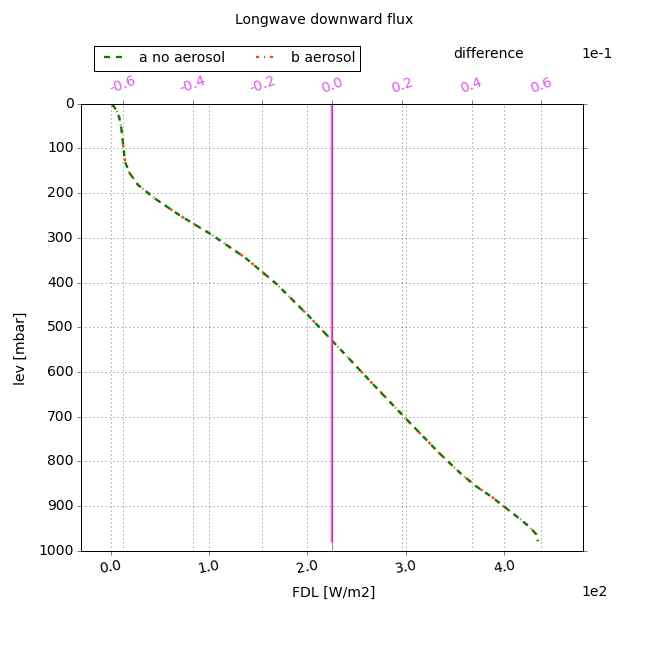 Longwave downward flux
a no aerosol b aerosol difference 1e-1
-0.6 -0.4 -0.2 0.0 0.2 0.4 0.6
0
100
200
300
400
500
600
700
800
900
1000
lev [mbar]
0.0 1.0 2.0 3.0 4.0
FDL [W/m2] 1e2